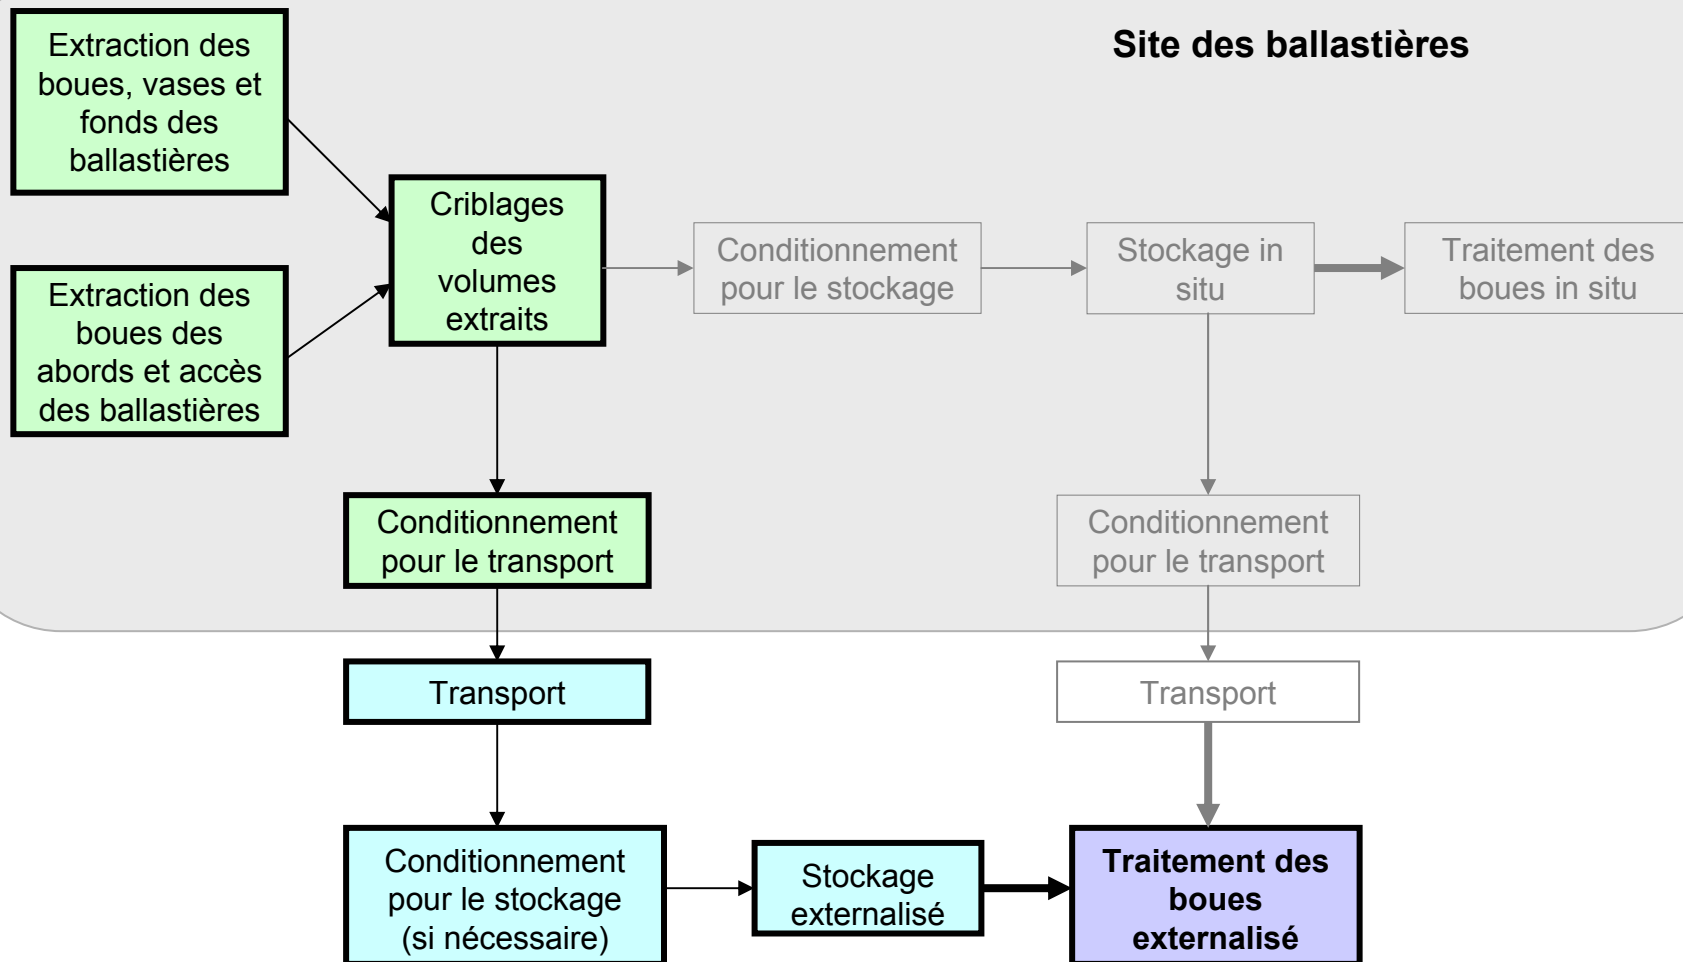 Site des ballastières
Extraction des
boues, vases et
fonds des
ballastières
Extraction des
boues des
abords et accès
des ballastières
Criblages
des
volumes
extraits
Conditionnement
pour le stockage
Stockage in
situ
Traitement des
boues in situ
Conditionnement
pour le transport
Conditionnement
pour le transport
Transport
Transport
Conditionnement
pour le stockage
(si nécessaire)
Stockage
externalisé
Traitement des
boues
externalisé